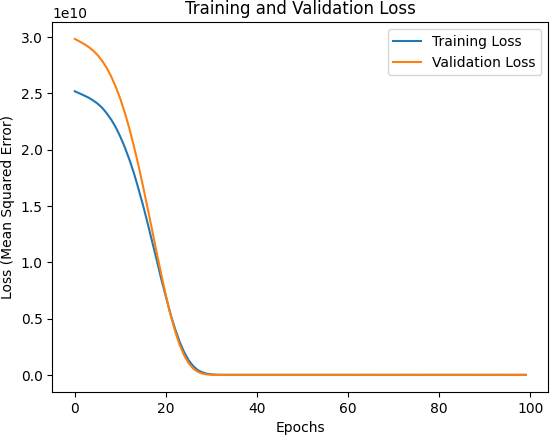 Training and Validation Loss
1e10
3.0
2.5
2.0
1.5
1.0
0.5
0.0
Loss (Mean Squared Error)
Training Loss
Validation Loss
0 20 40 60 80 100
Epochs